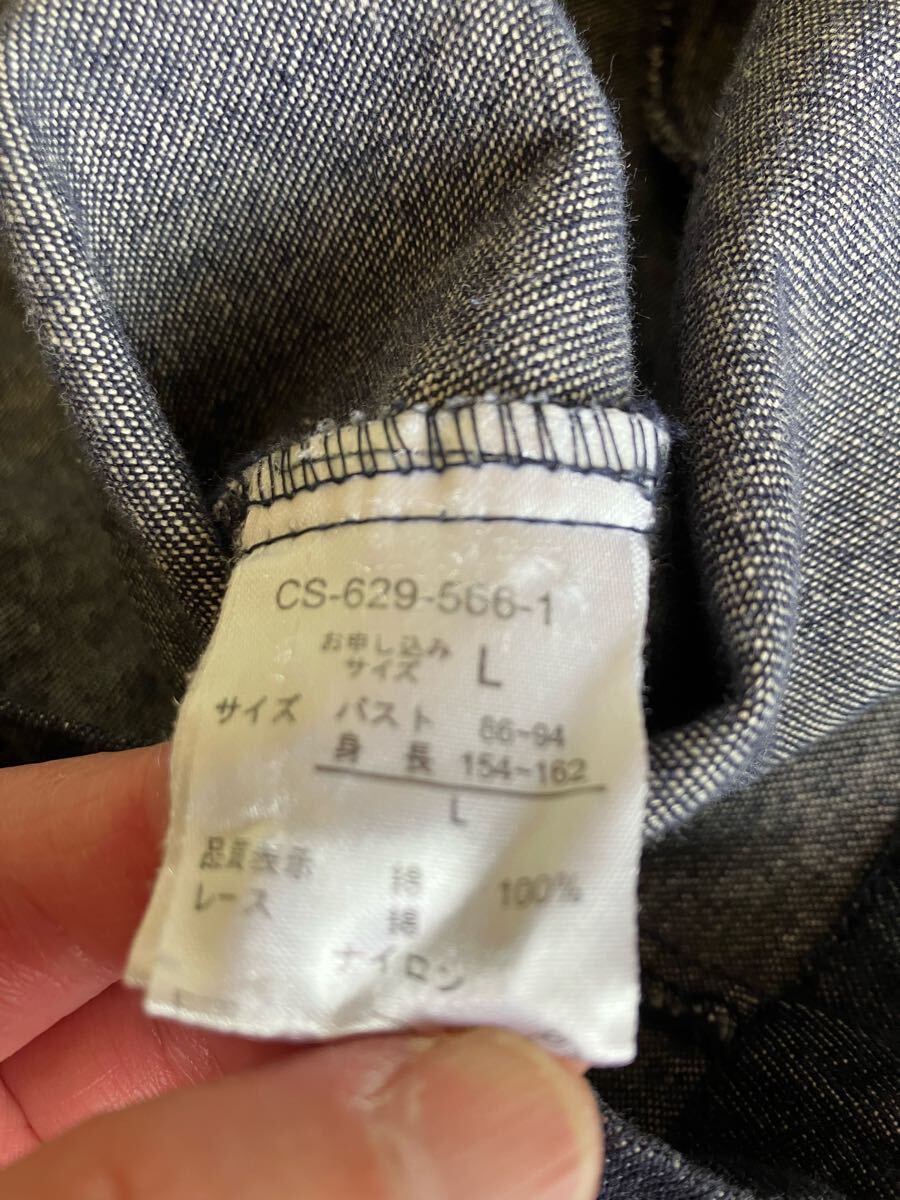 CS-629-566-1
お申し込み
サイズ L
サイズ バスト 86-94
身長 154~162
L
品質表示 綿 100%
レース 綿
ナイロン